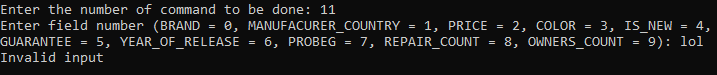 Enter the number of command to be done: 11
Enter field number (BRAND = 0, MANUFACURER_COUNTRY = 1, PRICE = 2, COLOR = 3, IS_NEW = 4,
GUARANTEE = 5, YEAR_OF_RELEASE = 6, PROBEG = 7, REPAIR_COUNT = 8, OWNERS_COUNT = 9): lol
Invalid input